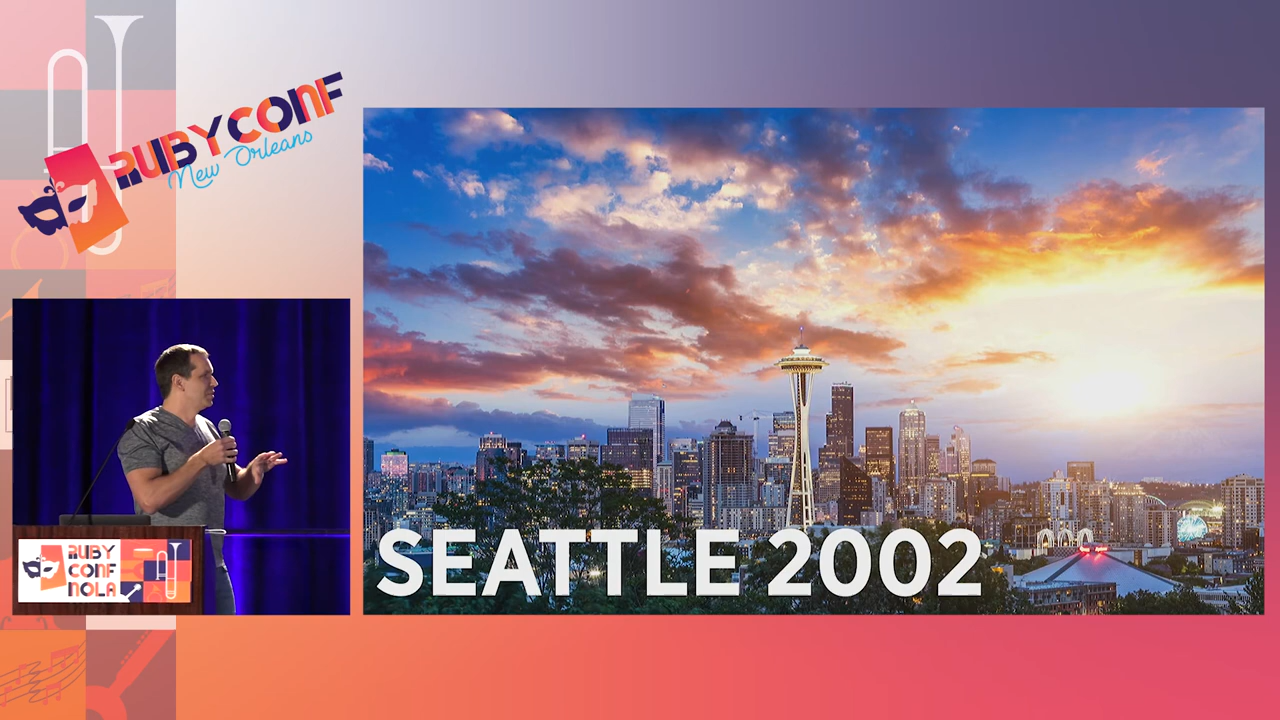 RUBYCONF
New Orleans
SEATTLE 2002
RUBY
CONF
NOLA